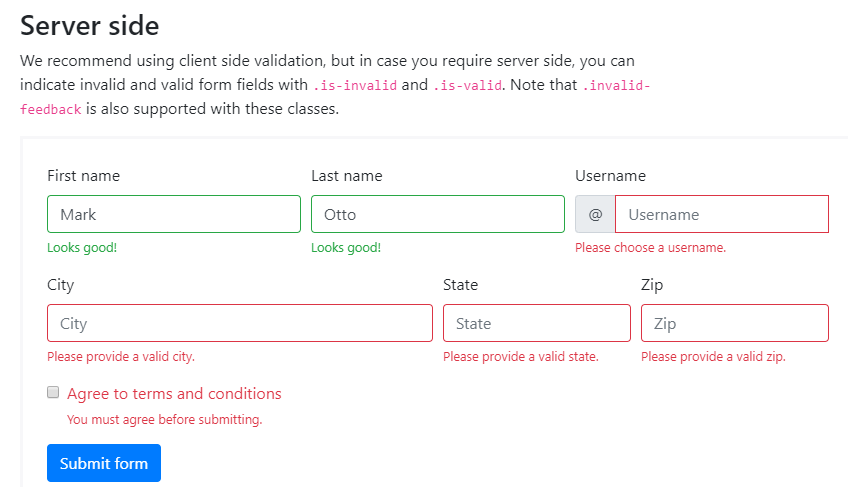 Server side
We recommend using client side validation, but in case you require server side, you can
indicate invalid and valid form fields with .is-invalid and .is-valid. Note that .invalid-
feedback is also supported with these classes.
First name Last name Username
Mark Otto @ Username
Looks good! Looks good! Please choose a username.
City State Zip
City State Zip
Please provide a valid city. Please provide a valid state. Please provide a valid zip.
Agree to terms and conditions
You must agree before submitting.
Submit form